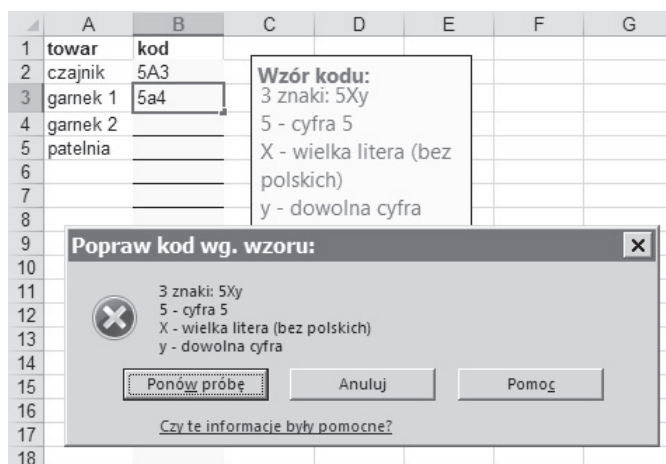 A B C D E F G
1 towar kod
2 czajnik 5A3
3 garnek 1 5a4
4 garnek 2
5 patelnia
6
7
8
9
10
11
12
13
14
15
16
17
18
Wzór kodu:
3 znaki: 5Xy
5 - cyfra 5
X - wielka litera (bez
polskich)
y - dowolna cyfra
Popraw kod wg. wzoru:
3 znaki: 5Xy
5 - cyfra 5
X - wielka litera (bez polskich)
y - dowolna cyfra
Ponów próbę Anuluj Pomoc
Czy te informacje były pomocne?